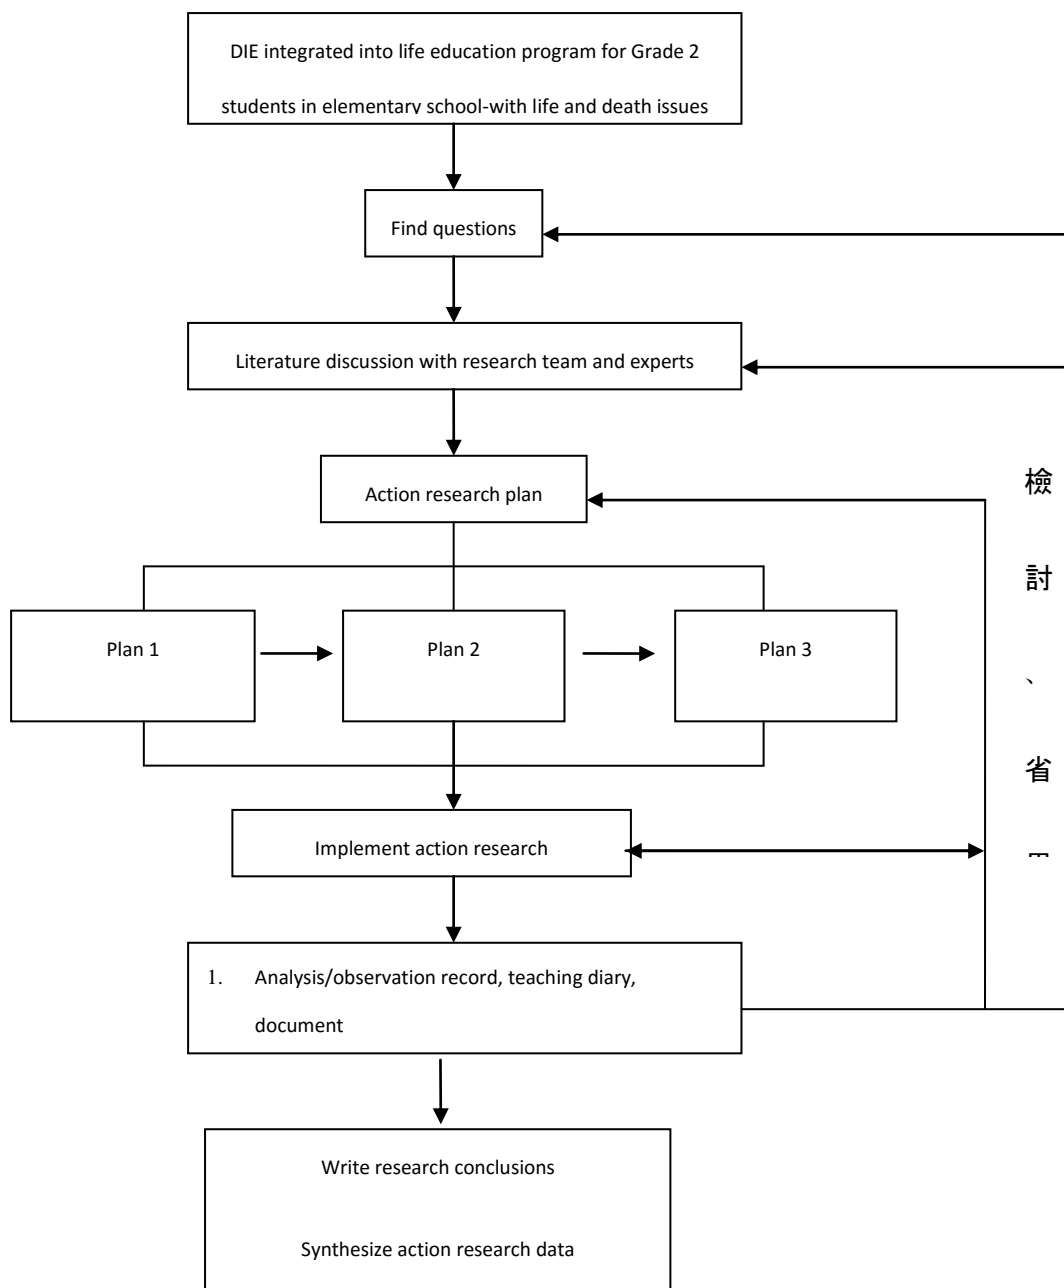 DIE integrated into life education program for Grade 2
students in elementary school-with life and death issues
Find questions
Literature discussion with research team and experts
Action research plan
檢
討
、
省
Plan 1
Plan 2
Plan 3
Implement action research
1. Analysis/observation record, teaching diary,
document
Write research conclusions
Synthesize action research data